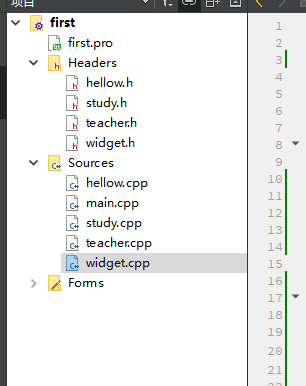 项目
first
first.pro
Headers
hellow.h
study.h
teacher.h
widget.h
Sources
hellow.cpp
main.cpp
study.cpp
teacher.cpp
widget.cpp
Forms
1
2
3
4
5
6
7
8
9
10
11
12
13
14
15
16
17
18
19
20
21
22